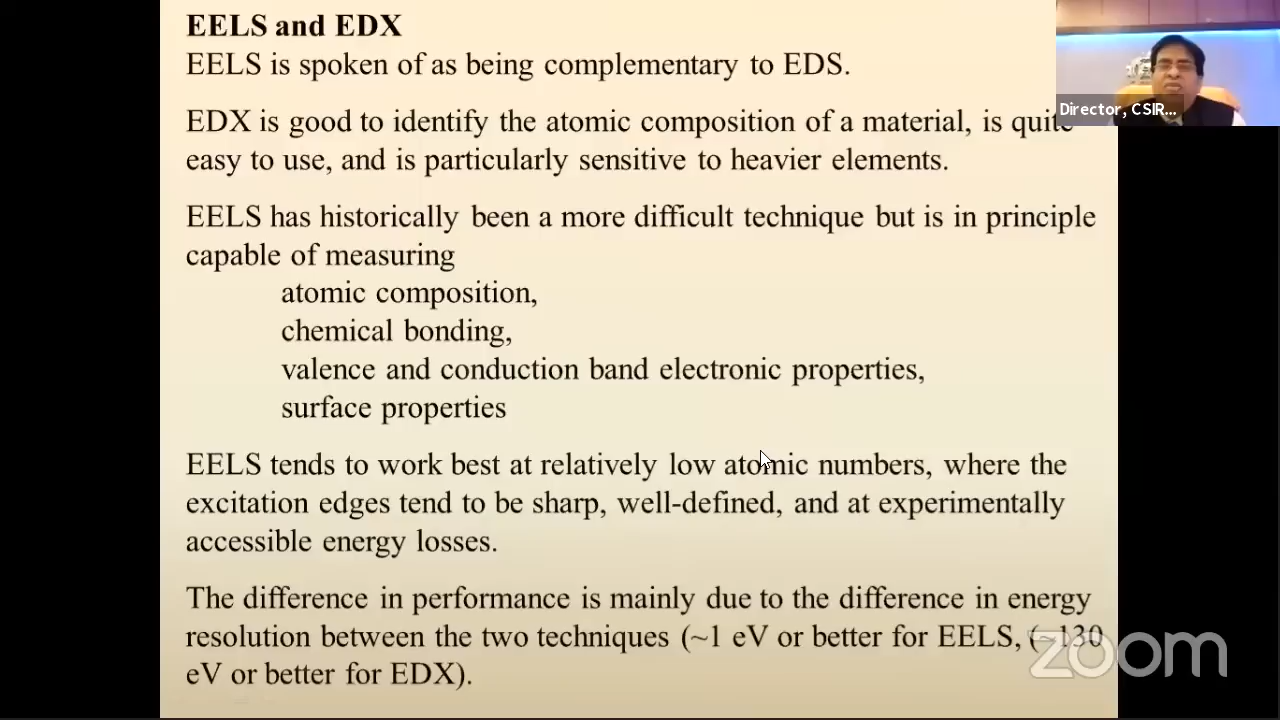 EELS and EDX
EELS is spoken of as being complementary to EDS.
EDX is good to identify the atomic composition of a material, is quite
easy to use, and is particularly sensitive to heavier elements.
EELS has historically been a more difficult technique but is in principle
capable of measuring
atomic composition,
chemical bonding,
valence and conduction band electronic properties,
surface properties
EELS tends to work best at relatively low atomic numbers, where the
excitation edges tend to be sharp, well-defined, and at experimentally
accessible energy losses.
The difference in performance is mainly due to the difference in energy
resolution between the two techniques (~1 eV or better for EELS, (~130
eV or better for EDX).
Director, CSIR...
zoom